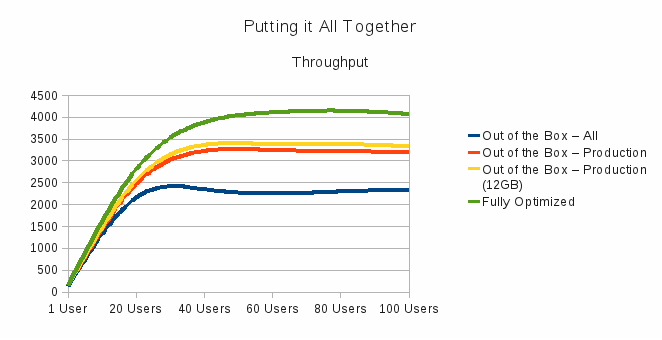 Putting it All Together
Throughput
4500
4000
3500
3000
2500
2000
1500
1000
500
0
1 User 20 Users 40 Users 60 Users 80 Users 100 Users
Out of the Box – All
Out of the Box – Production
Out of the Box – Production
(12GB)
Fully Optimized